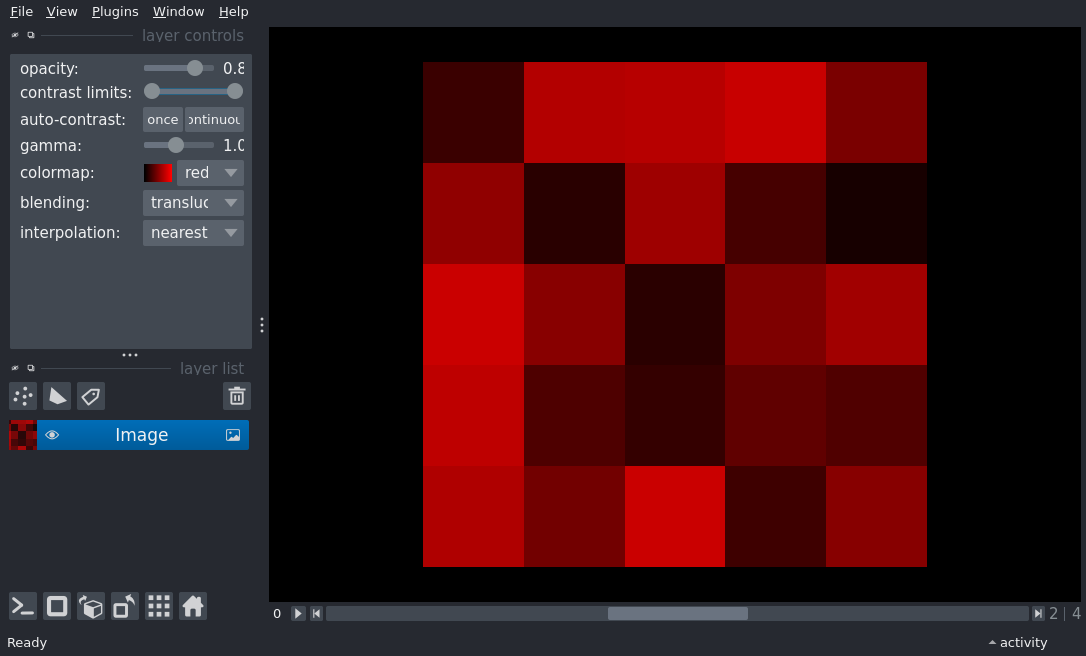 File View Plugins Window Help
layer controls
opacity: 0.8
contrast limits:
auto-contrast: once ontinuou
gamma: 1.0
colormap: red
blending: transluc
interpolation: nearest
layer list
Image
0 2 | 4
Ready activity